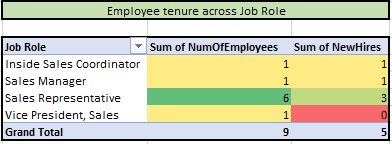 Employee tenure across Job Role
Job Role Sum of NumOfEmployees Sum of NewHires
Inside Sales Coordinator 1 1
Sales Manager 1 1
Sales Representative 6 3
Vice President, Sales 1 0
Grand Total 9 5